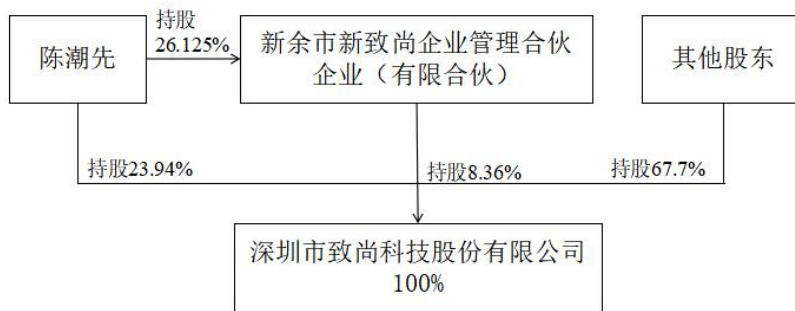 持股
26.125%
陈潮先
新余市新致尚企业管理合伙
企业（有限合伙）
其他股东
持股23.94%
持股8.36%
持股67.7%
深圳市致尚科技股份有限公司
100%